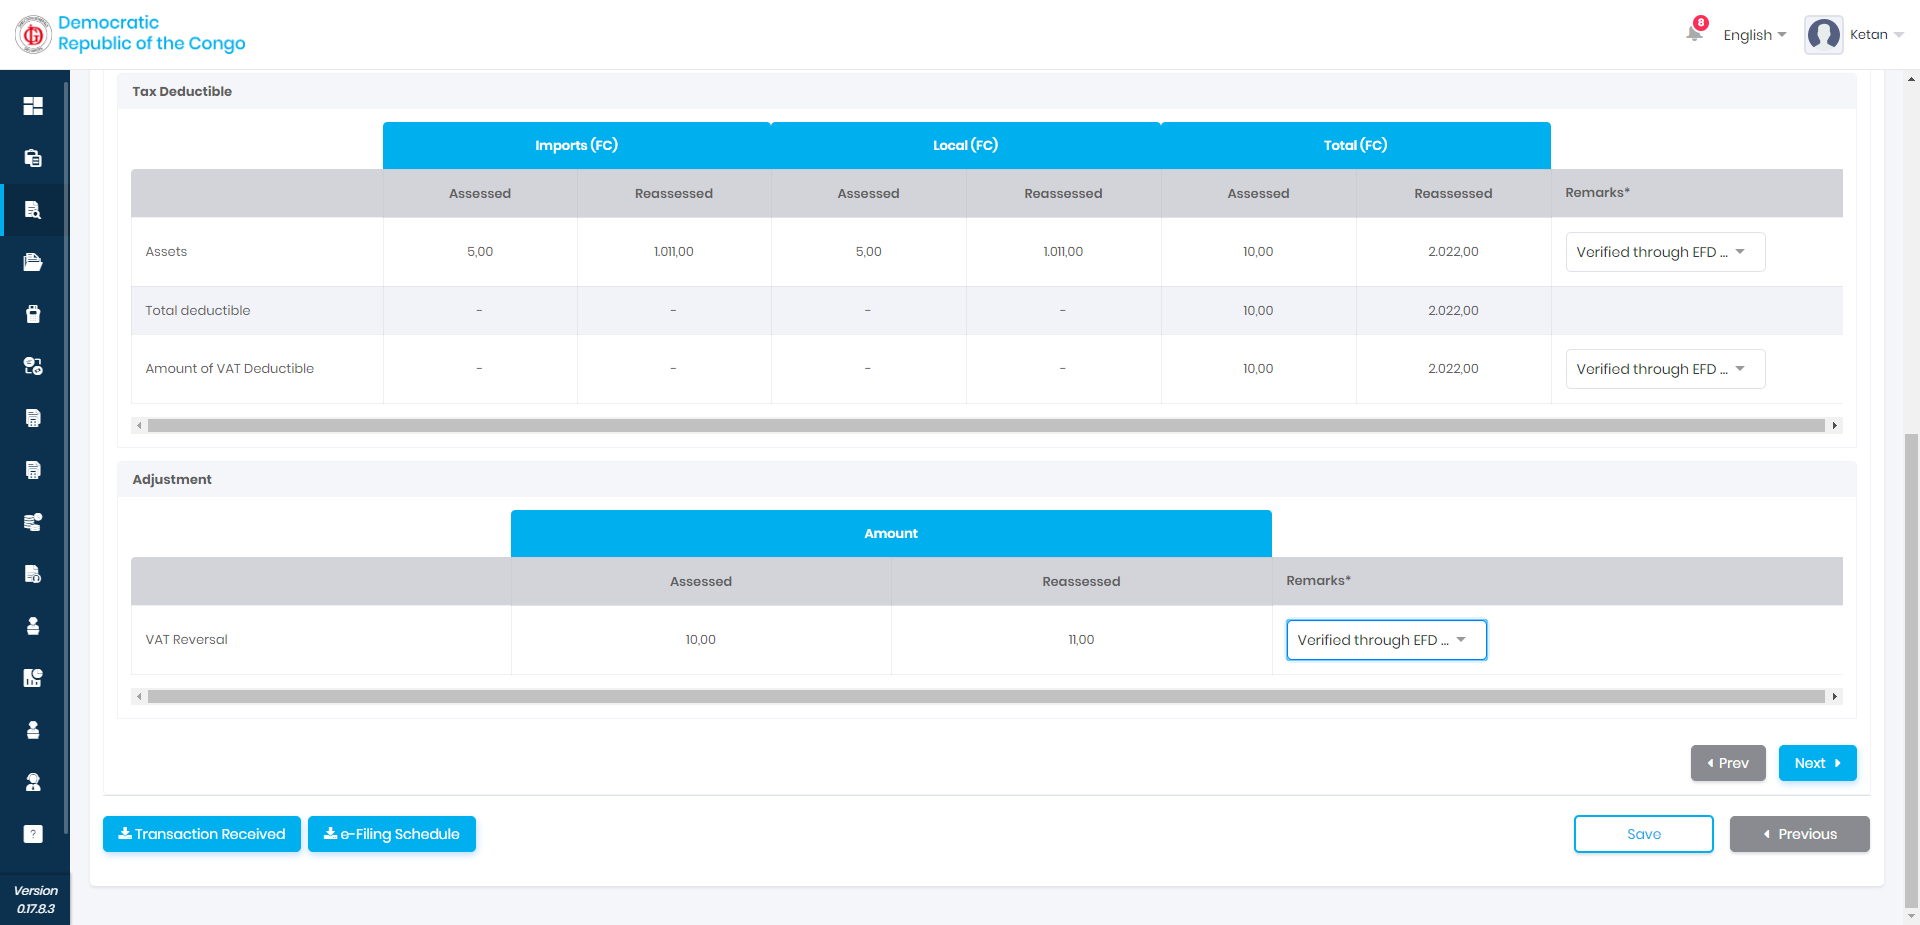 Democratic
Republic of the Congo
8
English
Ketan
Tax Deductible
Imports (FC) Local (FC) Total (FC)
Assessed Reassessed Assessed Reassessed Assessed Reassessed Remarks*
Assets 5,00 1.011,00 5,00 1.011,00 10,00 2.022,00 Verified through EFD ...
Total deductible - - - - 10,00 2.022,00
Amount of VAT Deductible - - - - 10,00 2.022,00 Verified through EFD ...
Adjustment
Amount
Assessed Reassessed Remarks*
VAT Reversal 10,00 11,00 Verified through EFD ...
Prev Next
Transaction Received e-Filing Schedule Save Previous
?
Version
0.17.8.3